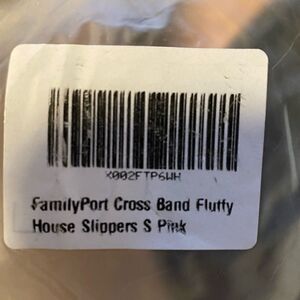 X002FTP6WH
FamilyPort Cross Band Fluffy
House Slippers S Pink